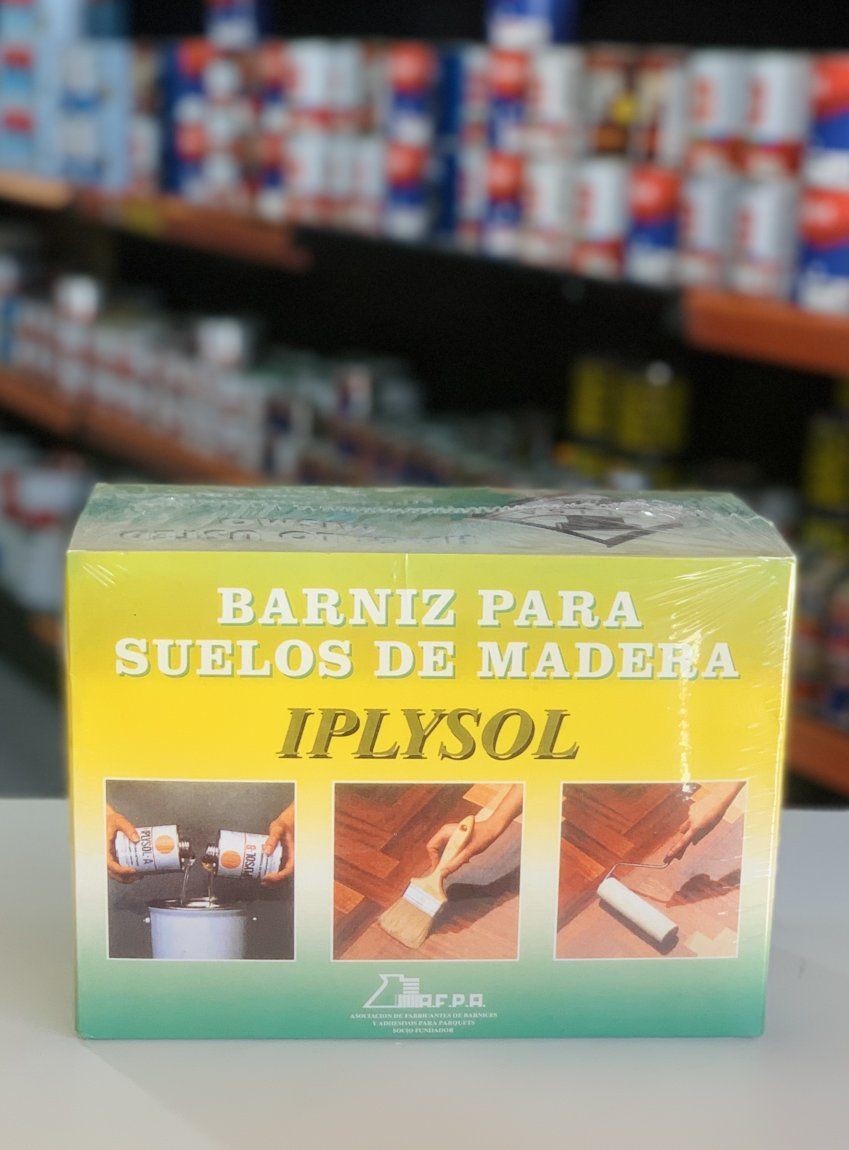 BARNIZ PARA
SUELOS DE MADERA
IPLYSOL
A.F.P.A.
ASOCIACION DE FABRICANTES DE BARNICES
Y ADHESIVOS PARA PARQUETS
SOCIO FUNDADOR